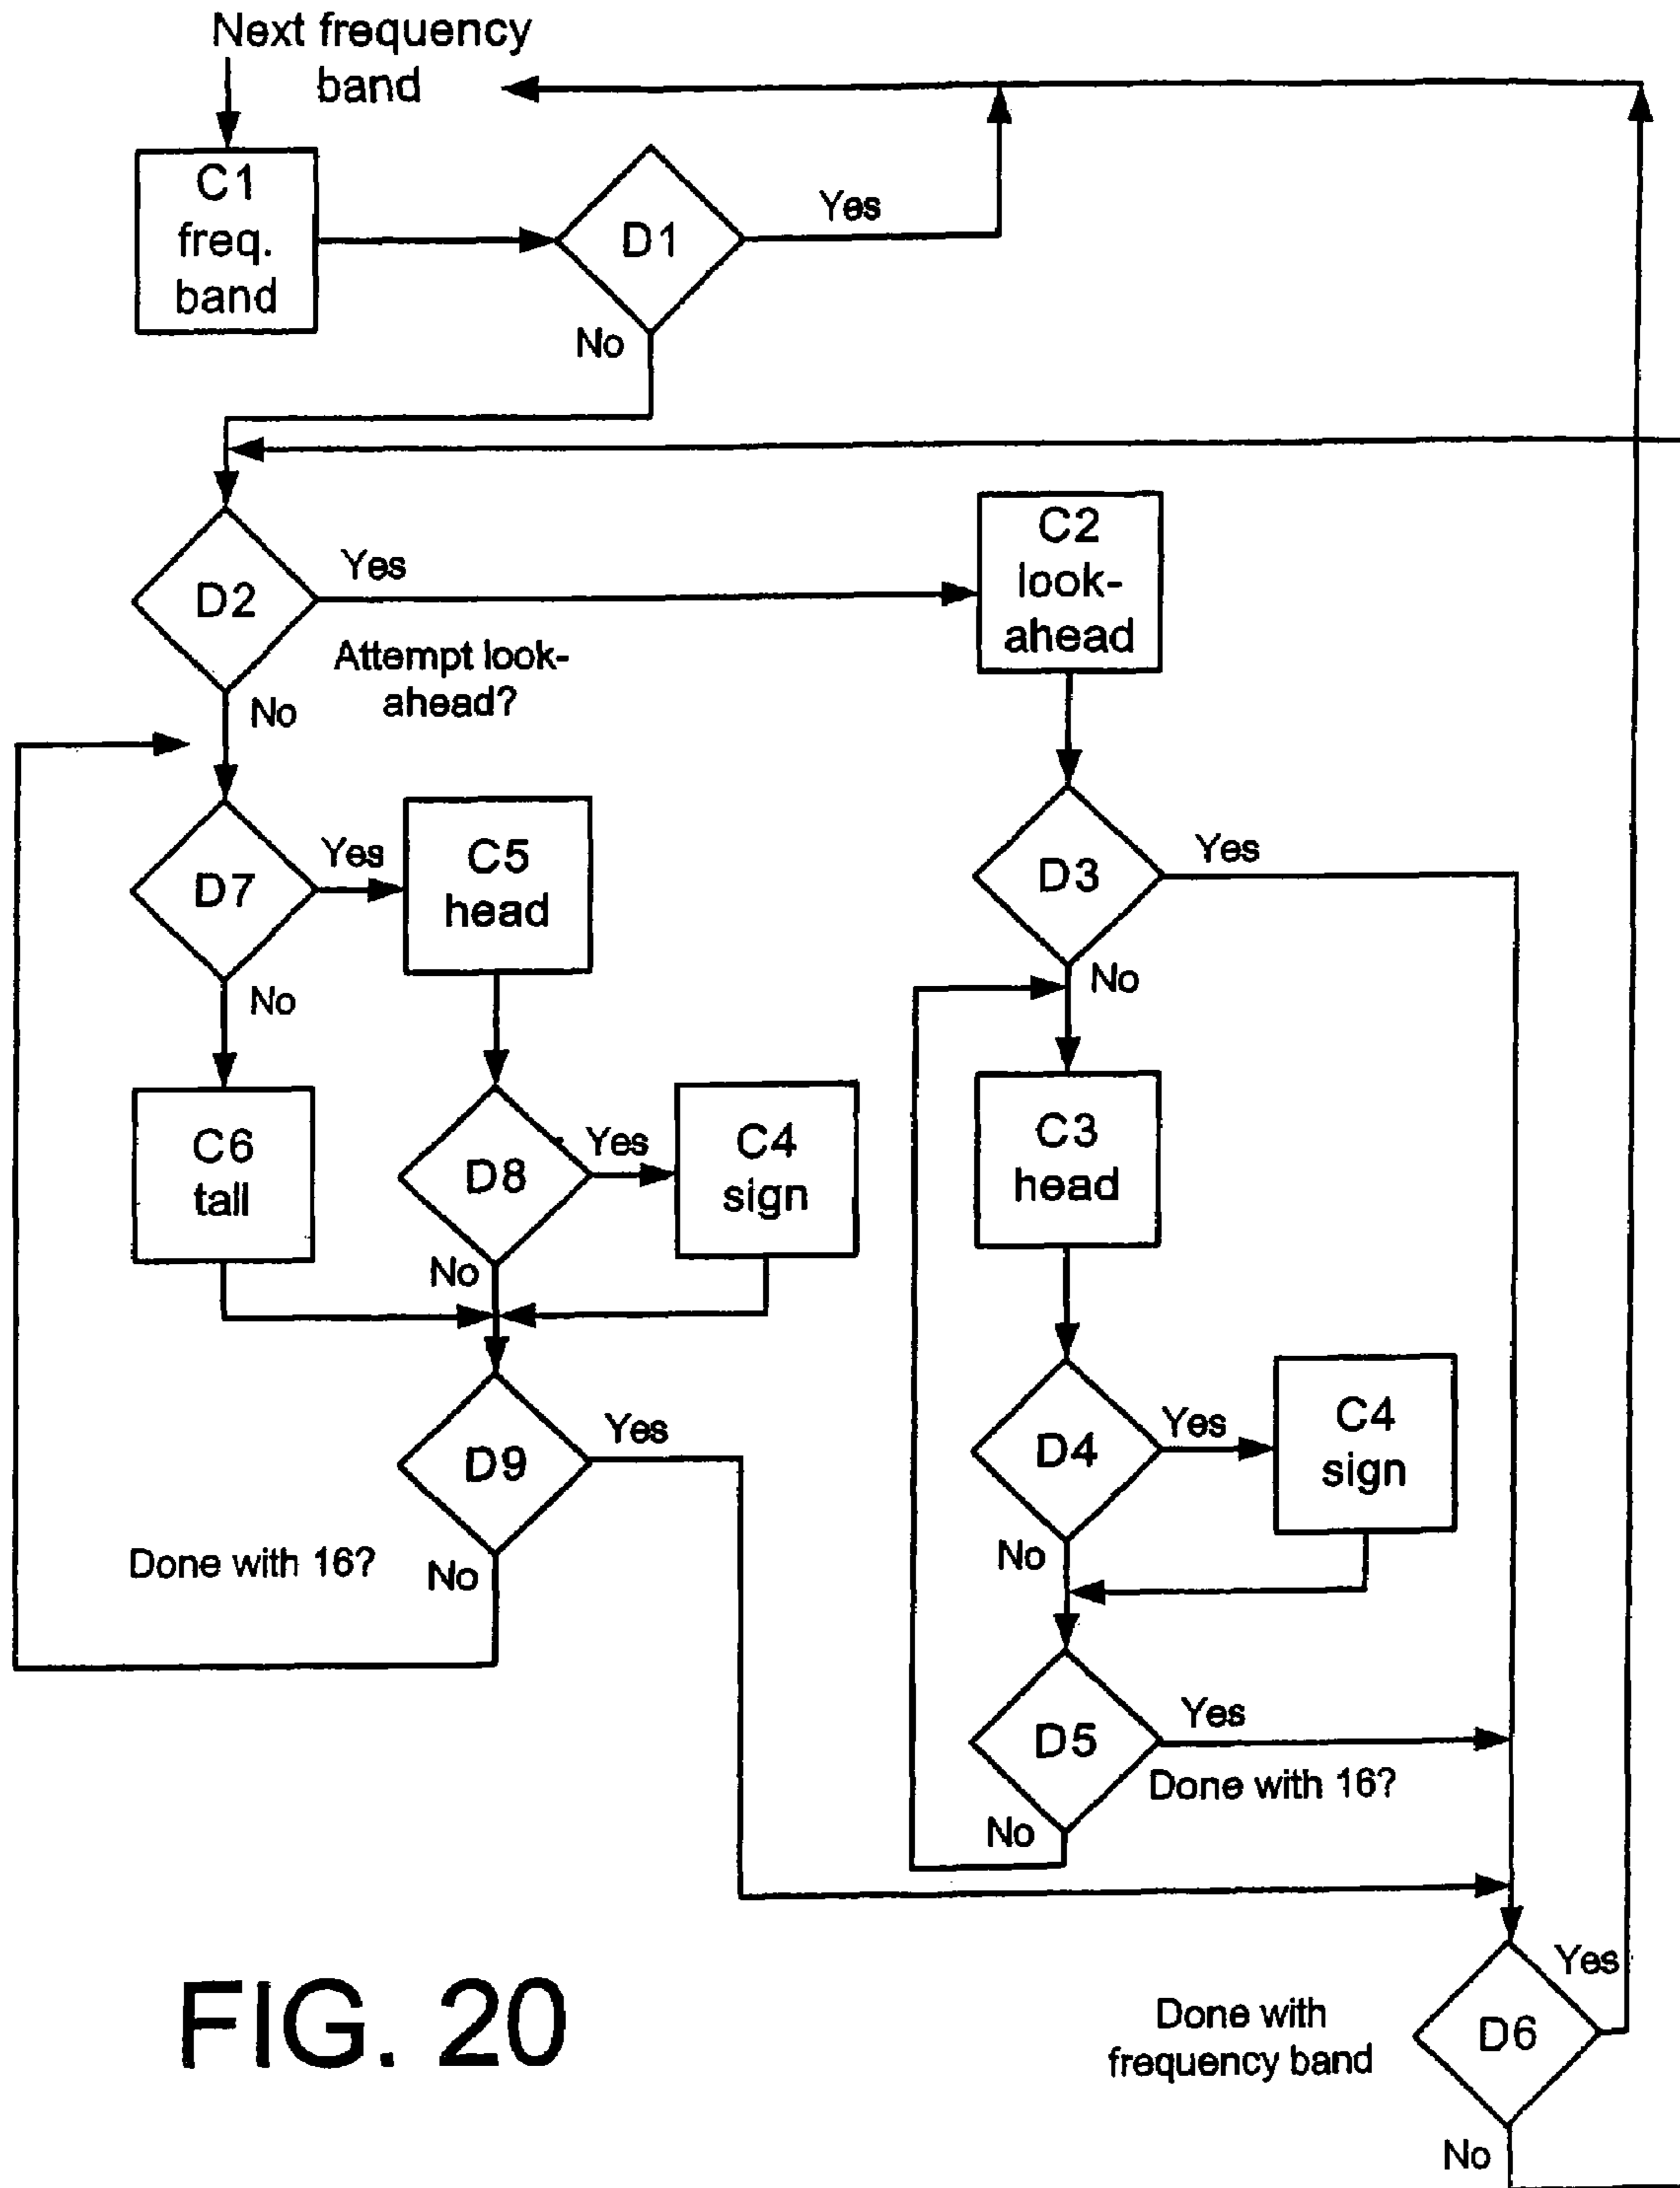 Next frequency
band
C1
freq.
band
D1
Yes
No
D2
Yes
Attempt look-
ahead?
No
C2
look-
ahead
D7
Yes
No
C5
head
D3
Yes
No
C6
tall
D8
Yes
No
C4
sign
C3
head
D9
Yes
No
Done with 16?
D4
Yes
No
C4
sign
D5
Yes
Done with 16?
No
D6
Yes
Done with
frequency band
No
FIG. 20